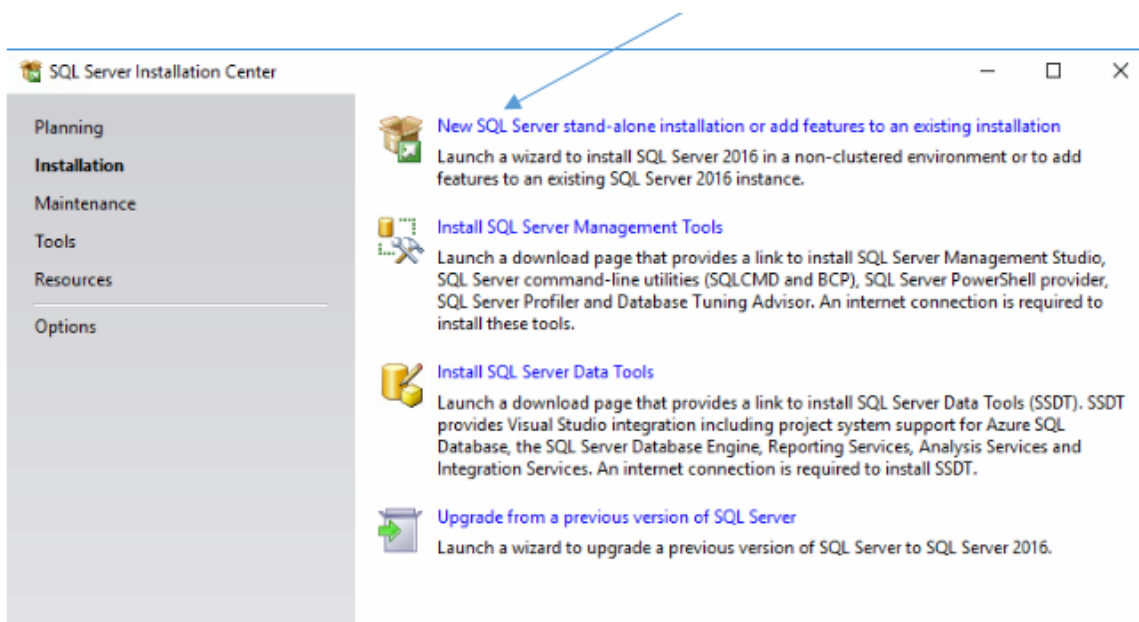 SQL Server Installation Center
Planning
Installation
Maintenance
Tools
Resources
Options
New SQL Server stand-alone installation or add features to an existing installation
Launch a wizard to install SQL Server 2016 in a non-clustered environment or to add
features to an existing SQL Server 2016 instance.
Install SQL Server Management Tools
Launch a download page that provides a link to install SQL Server Management Studio,
SQL Server command-line utilities (SQLCMD and BCP), SQL Server PowerShell provider,
SQL Server Profiler and Database Tuning Advisor. An internet connection is required to
install these tools.
Install SQL Server Data Tools
Launch a download page that provides a link to install SQL Server Data Tools (SSDT). SSDT
provides Visual Studio integration including project system support for Azure SQL
Database, the SQL Server Database Engine, Reporting Services, Analysis Services and
Integration Services. An internet connection is required to install SSDT.
Upgrade from a previous version of SQL Server
Launch a wizard to upgrade a previous version of SQL Server to SQL Server 2016.